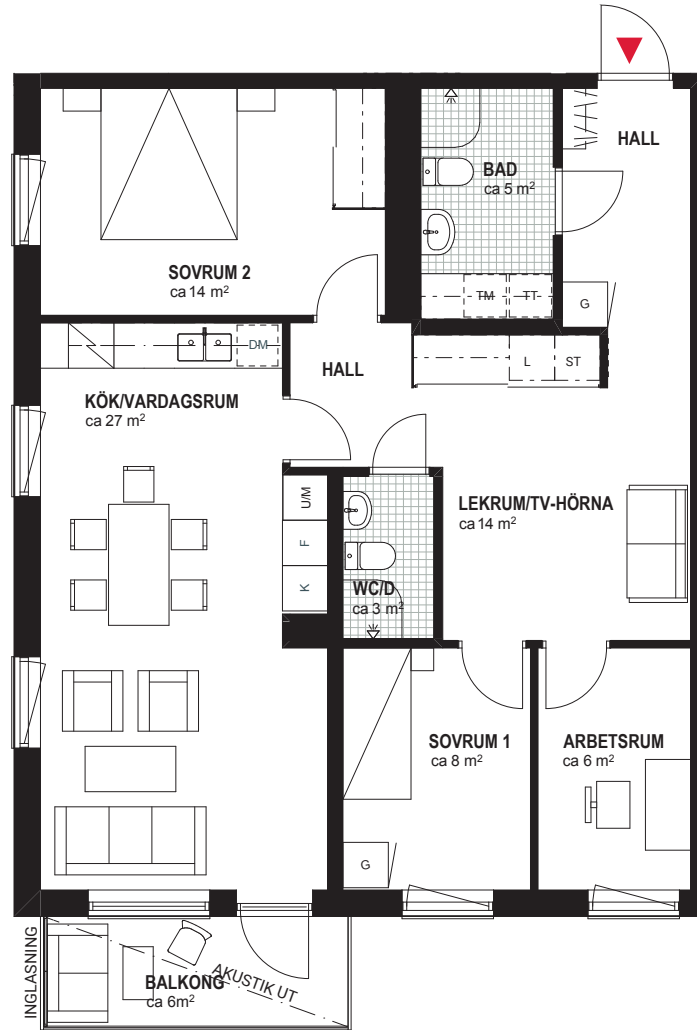 HALL
BAD
ca 5 m²
SOVRUM 2
ca 14 m²
TM
TT
G
DM
HALL
L
ST
KÖK/VARDAGSRUM
ca 27 m²
U/M
F
K
LEKRUM/TV-HÖRNA
ca 14 m²
WC/D
ca 3 m²
SOVRUM 1
ca 8 m²
ARBETSRUM
ca 6 m²
G
INGLASNING
BALKONG
ca 6m²
AKUSTIK UT